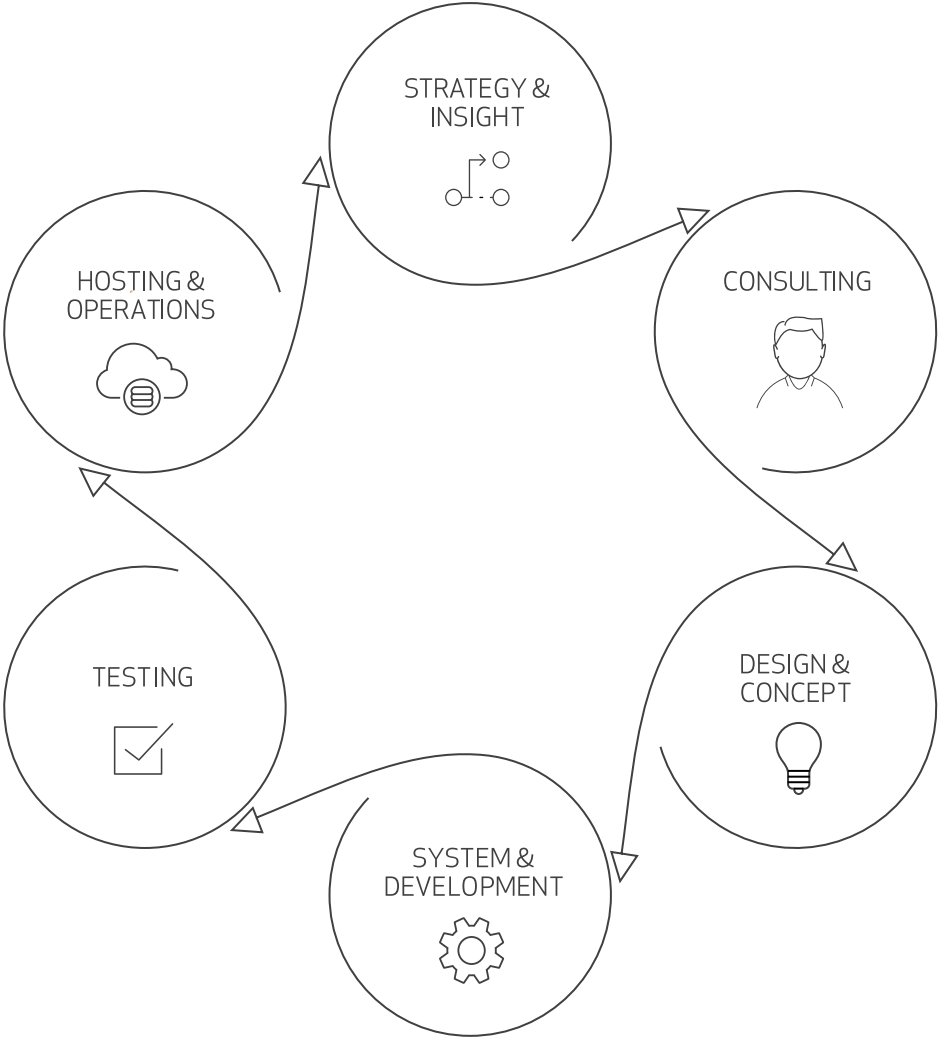 STRATEGY &
INSIGHT
CONSULTING
DESIGN &
CONCEPT
SYSTEM &
DEVELOPMENT
TESTING
HOSTING &
OPERATIONS